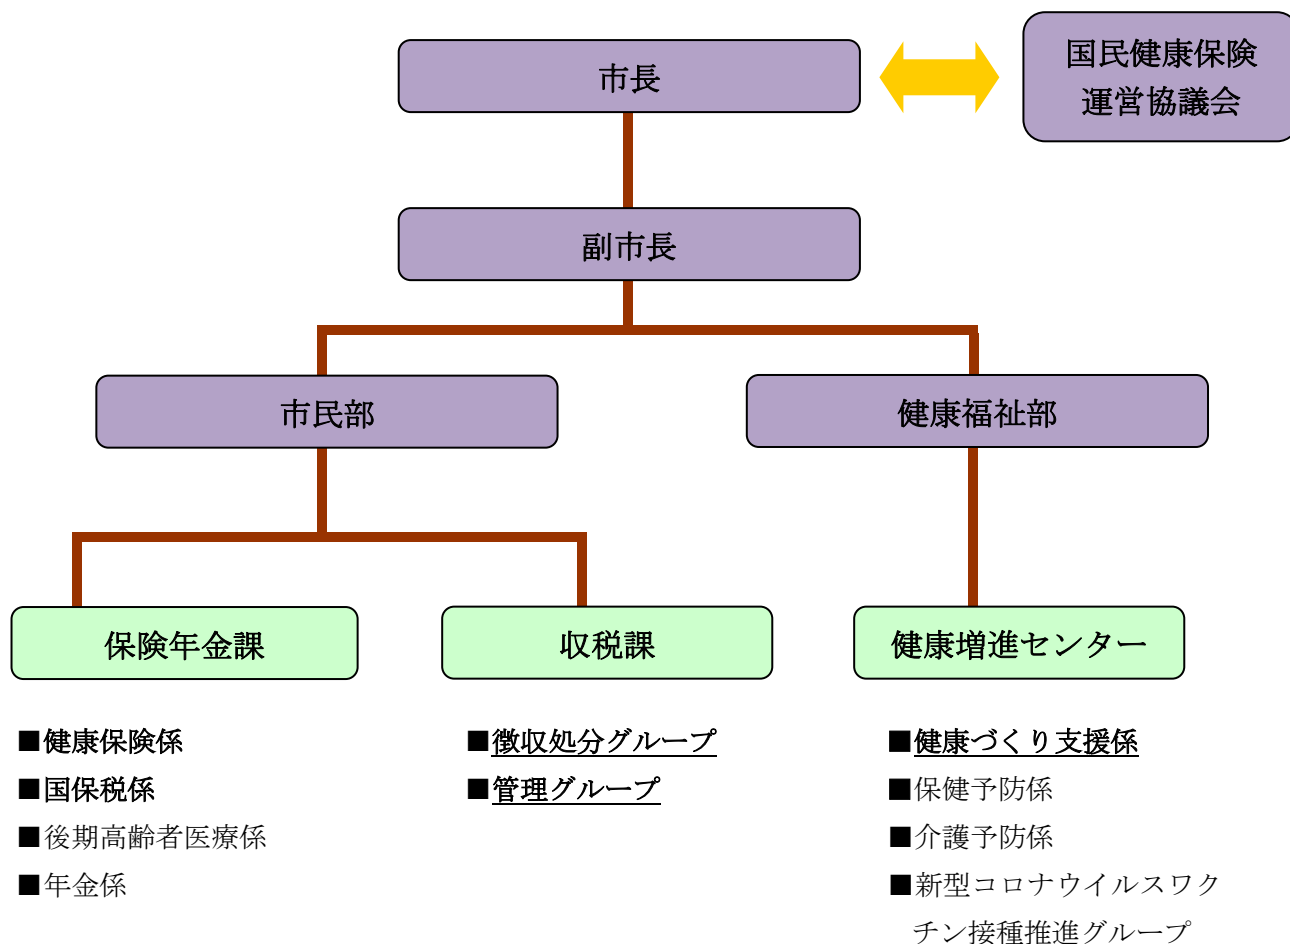 市長
国民健康保険
運営協議会
副市長
市民部
健康福祉部
保険年金課
収税課
健康増進センター
■健康保険係
■国保税係
■後期高齢者医療係
■年金係
■徴収処分グループ
■管理グループ
■健康づくり支援係
■保健予防係
■介護予防係
■新型コロナウイルスワク
チン接種推進グループ